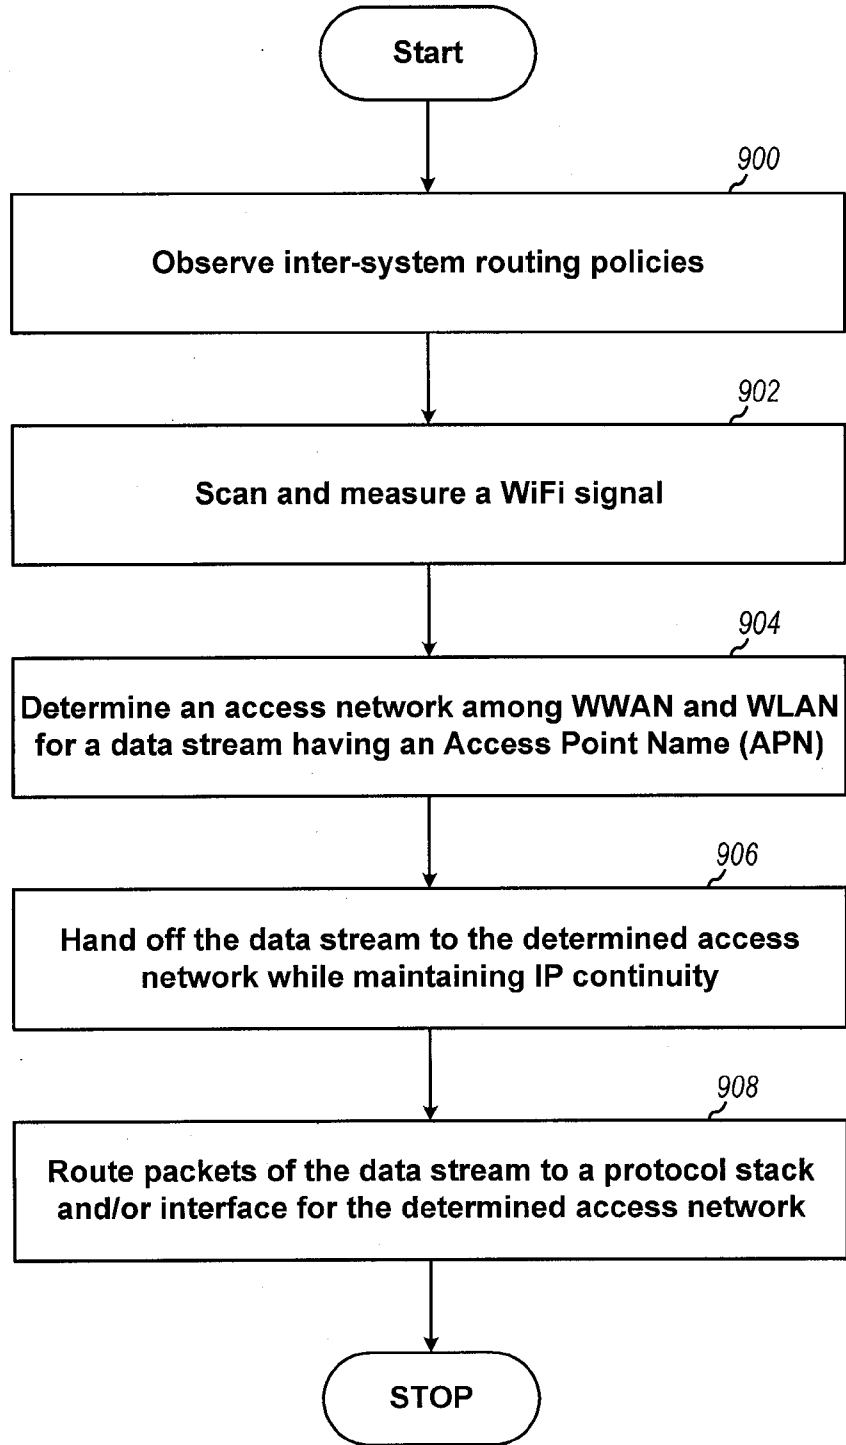 Start
900
Observe inter-system routing policies
902
Scan and measure a WiFi signal
904
Determine an access network among WWAN and WLAN
for a data stream having an Access Point Name (APN)
906
Hand off the data stream to the determined access
network while maintaining IP continuity
908
Route packets of the data stream to a protocol stack
and/or interface for the determined access network
STOP